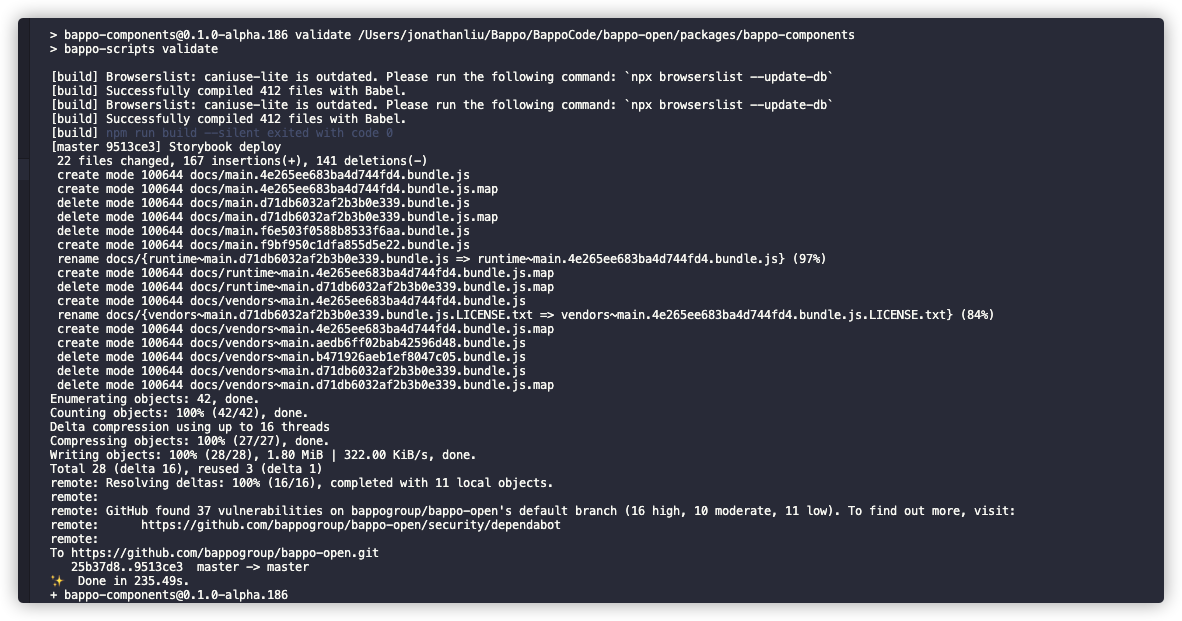 > bappo-components@0.1.0-alpha.186 validate /Users/jonathanliu/Bappo/BappoCode/bappo-open/packages/bappo-components
> bappo-scripts validate
[build] Browserslist: caniuse-lite is outdated. Please run the following command: `npx browserslist --update-db`
[build] Successfully compiled 412 files with Babel.
[build] Browserslist: caniuse-lite is outdated. Please run the following command: `npx browserslist --update-db`
[build] Successfully compiled 412 files with Babel.
[build] npm run build --silent exited with code 0
[master 9513ce3] Storybook deploy
 22 files changed, 167 insertions(+), 141 deletions(-)
 create mode 100644 docs/main.4e265ee683ba4d744fd4.bundle.js
 create mode 100644 docs/main.4e265ee683ba4d744fd4.bundle.js.map
 delete mode 100644 docs/main.d71db6032af2b3b0e339.bundle.js
 delete mode 100644 docs/main.d71db6032af2b3b0e339.bundle.js.map
 delete mode 100644 docs/main.f6e503f0588b8533f6aa.bundle.js
 create mode 100644 docs/main.f9bf950c1dfa855d5e22.bundle.js
 rename docs/{runtime~main.d71db6032af2b3b0e339.bundle.js => runtime~main.4e265ee683ba4d744fd4.bundle.js} (97%)
 create mode 100644 docs/runtime~main.4e265ee683ba4d744fd4.bundle.js.map
 delete mode 100644 docs/runtime~main.d71db6032af2b3b0e339.bundle.js.map
 create mode 100644 docs/vendors~main.4e265ee683ba4d744fd4.bundle.js
 rename docs/{vendors~main.d71db6032af2b3b0e339.bundle.js.LICENSE.txt => vendors~main.4e265ee683ba4d744fd4.bundle.js.LICENSE.txt} (84%)
 create mode 100644 docs/vendors~main.4e265ee683ba4d744fd4.bundle.js.map
 create mode 100644 docs/vendors~main.aedb6ff02bab42596d48.bundle.js
 delete mode 100644 docs/vendors~main.b471926aeb1ef8047c05.bundle.js
 delete mode 100644 docs/vendors~main.d71db6032af2b3b0e339.bundle.js
 delete mode 100644 docs/vendors~main.d71db6032af2b3b0e339.bundle.js.map
Enumerating objects: 42, done.
Counting objects: 100% (42/42), done.
Delta compression using up to 16 threads
Compressing objects: 100% (27/27), done.
Writing objects: 100% (28/28), 1.80 MiB | 322.00 KiB/s, done.
Total 28 (delta 16), reused 3 (delta 1)
remote: Resolving deltas: 100% (16/16), completed with 11 local objects.
remote:
remote: GitHub found 37 vulnerabilities on bappogroup/bappo-open's default branch (16 high, 10 moderate, 11 low). To find out more, visit:
remote:      https://github.com/bappogroup/bappo-open/security/dependabot
remote:
To https://github.com/bappogroup/bappo-open.git
   25b37d8..9513ce3  master -> master
✨  Done in 235.49s.
+ bappo-components@0.1.0-alpha.186